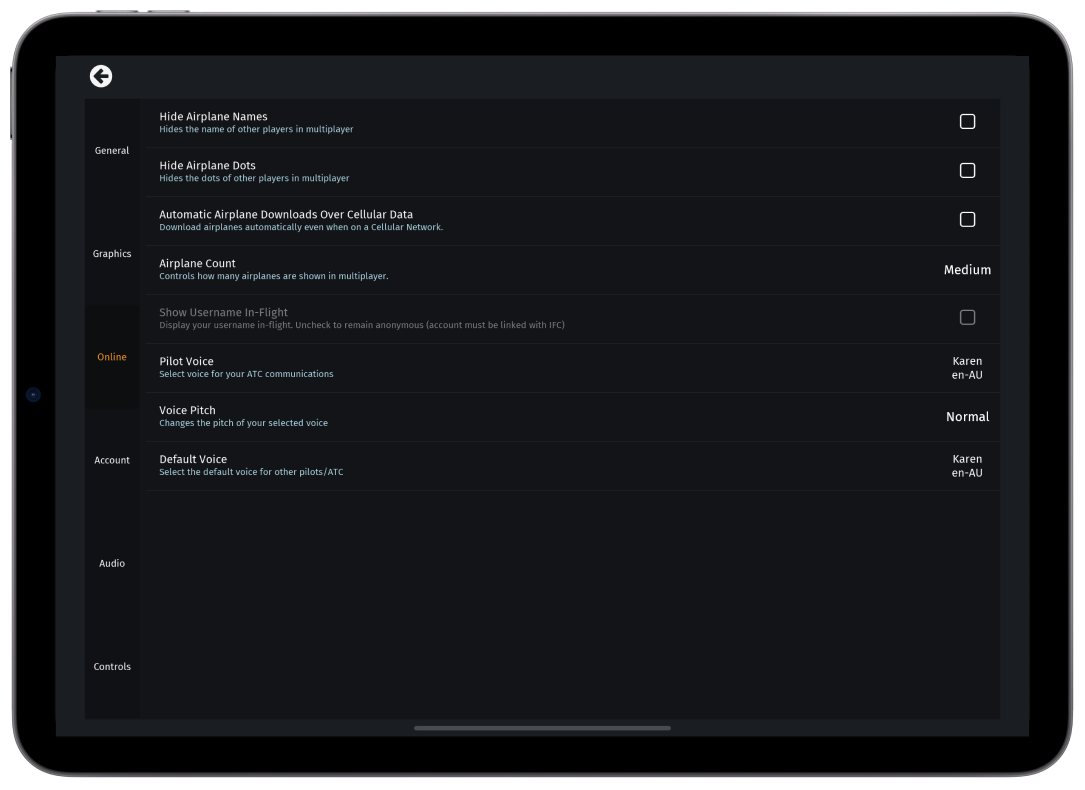 General
Graphics
Online
Account
Audio
Controls
Hide Airplane Names
Hides the name of other players in multiplayer
Hide Airplane Dots
Hides the dots of other players in multiplayer
Automatic Airplane Downloads Over Cellular Data
Download airplanes automatically even when on a Cellular Network.
Airplane Count
Controls how many airplanes are shown in multiplayer.
Medium
Show Username In-Flight
Display your username in-flight. Uncheck to remain anonymous (account must be linked with IFC)
Pilot Voice
Select voice for your ATC communications
Karen
en-AU
Voice Pitch
Changes the pitch of your selected voice
Normal
Default Voice
Select the default voice for other pilots/ATC
Karen
en-AU